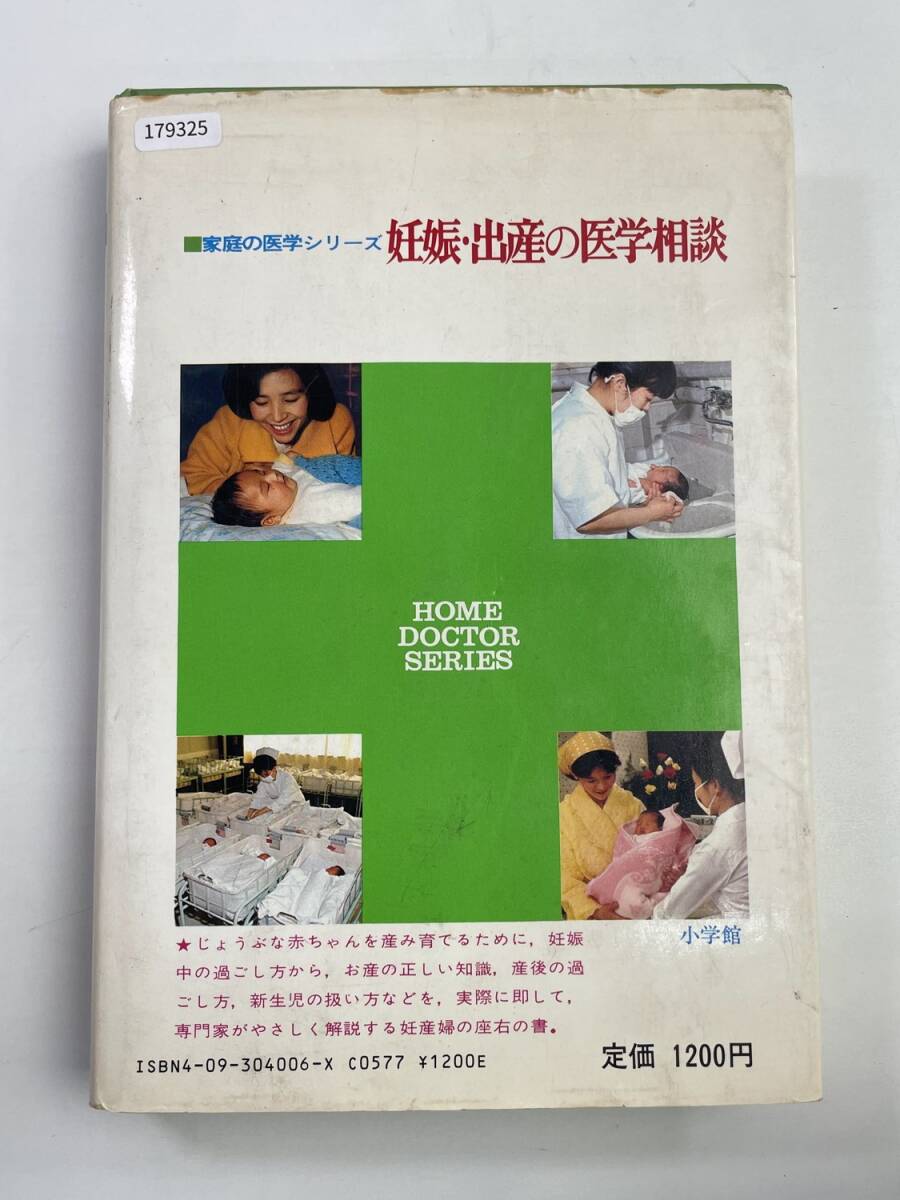 179325
■家庭の医学シリーズ 妊娠・出産の医学相談
HOME
DOCTOR
SERIES
★じょうぶな赤ちゃんを産み育てるために，妊娠
中の過ごし方から，お産の正しい知識，産後の過
ごし方，新生児の扱い方などを，実際に即して，
専門家がやさしく解説する妊産婦の座右の書。
小学館
ISBN4-09-304006-X C0577 ¥1200E
定価 1200円